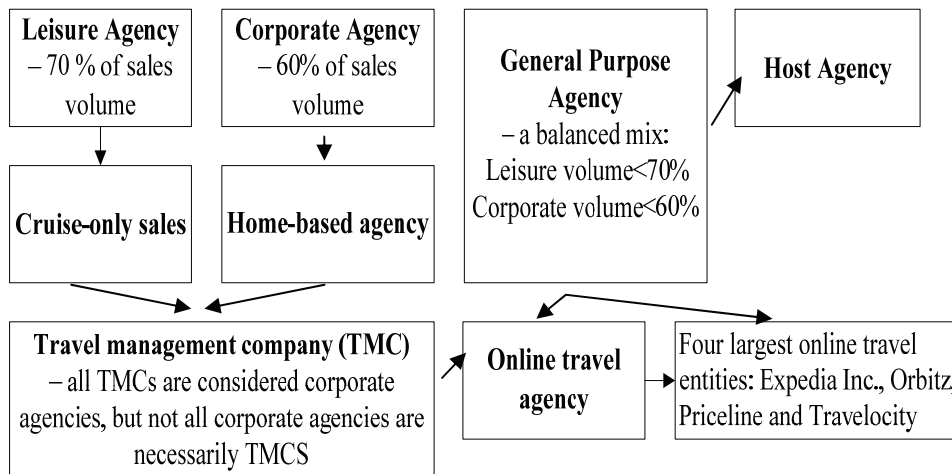 Leisure Agency
– 70 % of sales
volume
Corporate Agency
– 60% of sales
volume
General Purpose
Agency
– a balanced mix:
Leisure volume<70%
Corporate volume<60%
Host Agency
Cruise-only sales
Home-based agency
Travel management company (TMC)
– all TMCs are considered corporate
agencies, but not all corporate agencies are
necessarily TMCS
Online travel
agency
Four largest online travel
entities: Expedia Inc., Orbitz,
Priceline and Travelocity